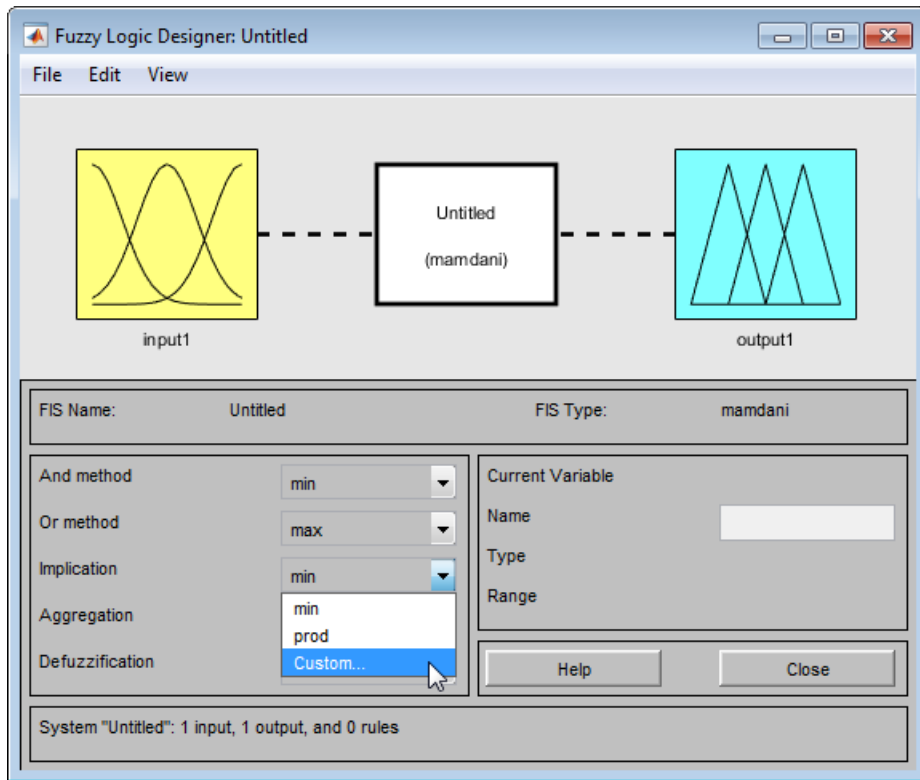 Fuzzy Logic Designer: Untitled
File Edit View
Untitled
(mamdani)
input1
output1
FIS Name: Untitled FIS Type: mamdani
And method min
Or method max
Implication min
min
prod
Custom...
Aggregation
Defuzzification
Current Variable
Name
Type
Range
Help Close
System "Untitled": 1 input, 1 output, and 0 rules